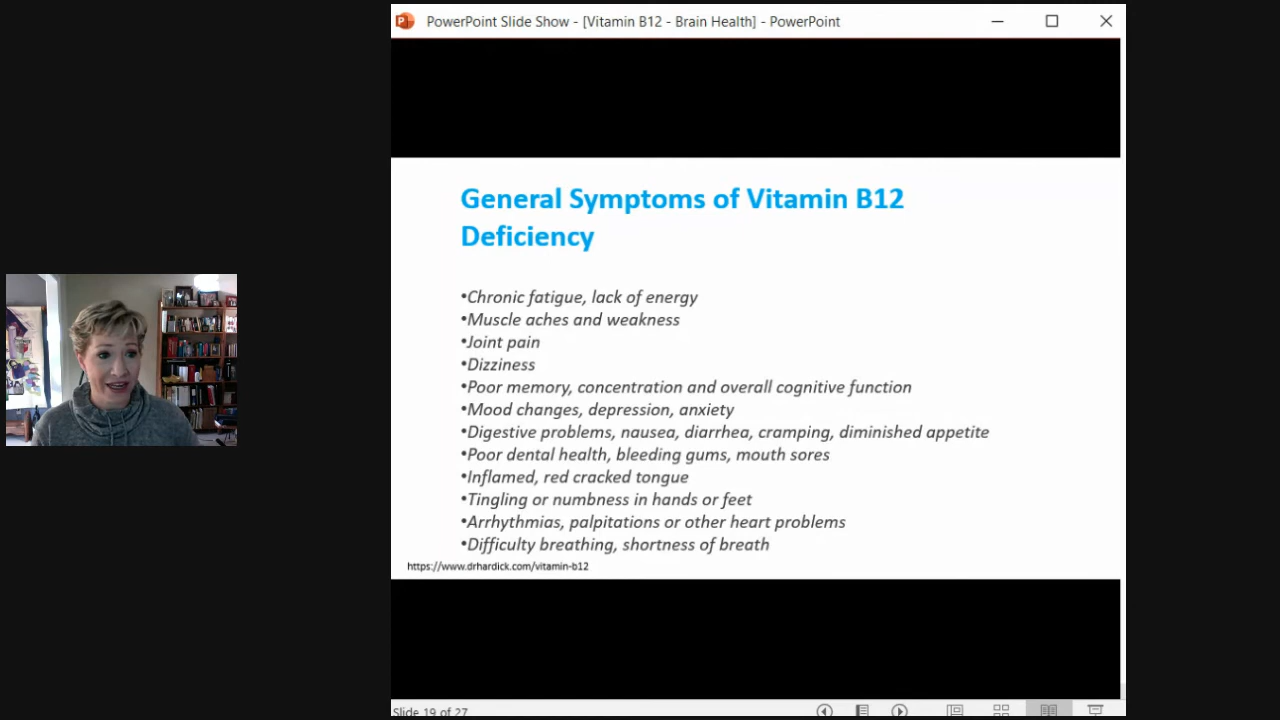 PowerPoint Slide Show - [Vitamin B12 - Brain Health] - PowerPoint
General Symptoms of Vitamin B12
Deficiency
•Chronic fatigue, lack of energy
•Muscle aches and weakness
•Joint pain
•Dizziness
•Poor memory, concentration and overall cognitive function
•Mood changes, depression, anxiety
•Digestive problems, nausea, diarrhea, cramping, diminished appetite
•Poor dental health, bleeding gums, mouth sores
•Inflamed, red cracked tongue
•Tingling or numbness in hands or feet
•Arrhythmias, palpitations or other heart problems
•Difficulty breathing, shortness of breath
https://www.drhardick.com/vitamin-b12
Slide 19 of 27